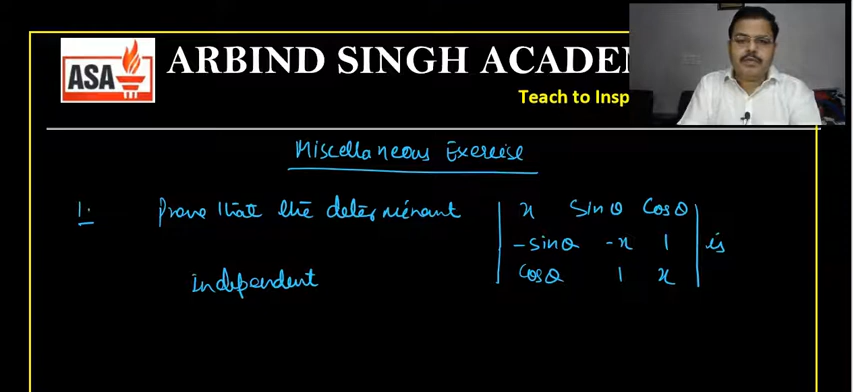 ASA
ARBIND SINGH ACADE
Teach to Insp
Miscellaneous Exercise
1. Prove that the determinant | x sinθ cosθ |
| -sinθ -x 1 | is
| cosθ 1 x |
independent